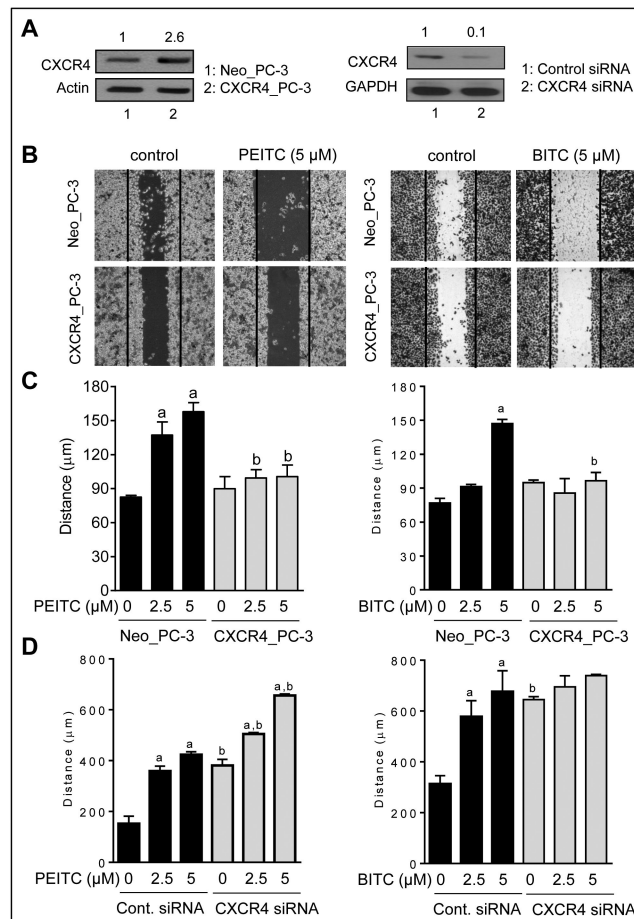 A
1 2.6
CXCR4
Actin
1 2
1: Neo_PC-3
2: CXCR4_PC-3
1 0.1
CXCR4
GAPDH
1 2
1: Control siRNA
2: CXCR4 siRNA
B
control PEITC (5 µM)
Neo_PC-3
CXCR4_PC-3
control BITC (5 µM)
Neo_PC-3
CXCR4_PC-3
C
Distance (µm)
180
150
120
90
60
30
0
a a b b
PEITC (µM) 0 2.5 5 0 2.5 5
Neo_PC-3 CXCR4_PC-3
Distance (µm)
180
150
120
90
60
30
0
a b
BITC (µM) 0 2.5 5 0 2.5 5
Neo_PC-3 CXCR4_PC-3
D
Distance (µm)
800
600
400
200
0
a a b a,b a,b
PEITC (µM) 0 2.5 5 0 2.5 5
Cont. siRNA CXCR4 siRNA
Distance (µm)
800
600
400
200
0
a a b
BITC (µM) 0 2.5 5 0 2.5 5
Cont. siRNA CXCR4 siRNA